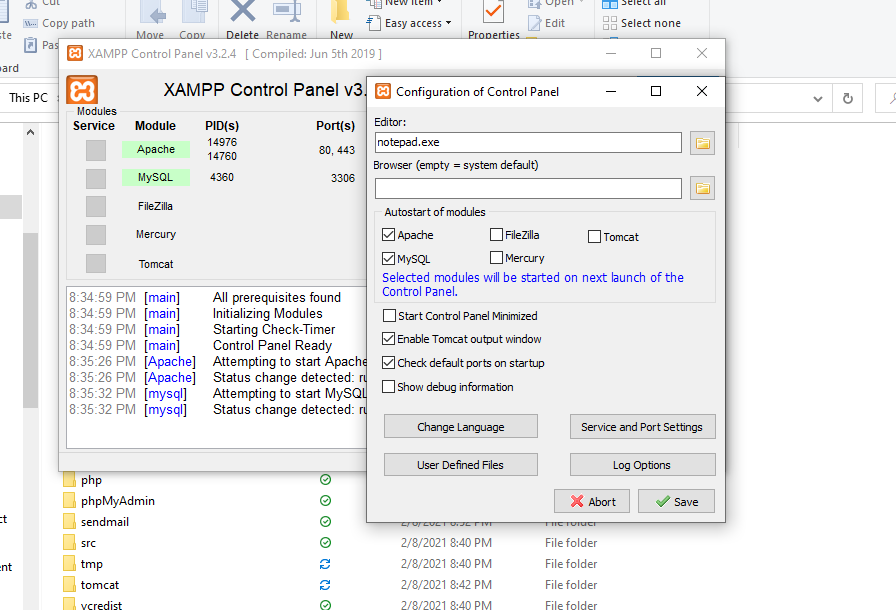 Cut
Copy path
Move
Copy
Delete
Rename
New
New item
Easy access
Properties
Open
Edit
Select all
Select none
This PC
XAMPP Control Panel v3.2.4 [ Compiled: Jun 5th 2019 ]
XAMPP Control Panel v3.
Modules
Service Module PID(s) Port(s)
Apache 14976
14760 80, 443
MySQL 4360 3306
FileZilla
Mercury
Tomcat
8:34:59 PM [main] All prerequisites found
8:34:59 PM [main] Initializing Modules
8:34:59 PM [main] Starting Check-Timer
8:34:59 PM [main] Control Panel Ready
8:35:26 PM [Apache] Attempting to start Apache
8:35:26 PM [Apache] Status change detected: ru
8:35:32 PM [mysql] Attempting to start MySQL
8:35:32 PM [mysql] Status change detected: ru
Configuration of Control Panel
Editor:
notepad.exe
Browser (empty = system default)
Autostart of modules
Apache FileZilla Tomcat
MySQL Mercury
Selected modules will be started on next launch of the
Control Panel.
Start Control Panel Minimized
Enable Tomcat output window
Check default ports on startup
Show debug information
Change Language Service and Port Settings
User Defined Files Log Options
Abort Save
php
phpMyAdmin
sendmail 2/8/2021 8:32 PM File folder
src 2/8/2021 8:40 PM File folder
tmp 2/8/2021 8:40 PM File folder
tomcat 2/8/2021 8:42 PM File folder
vcredist 2/8/2021 8:40 PM File folder